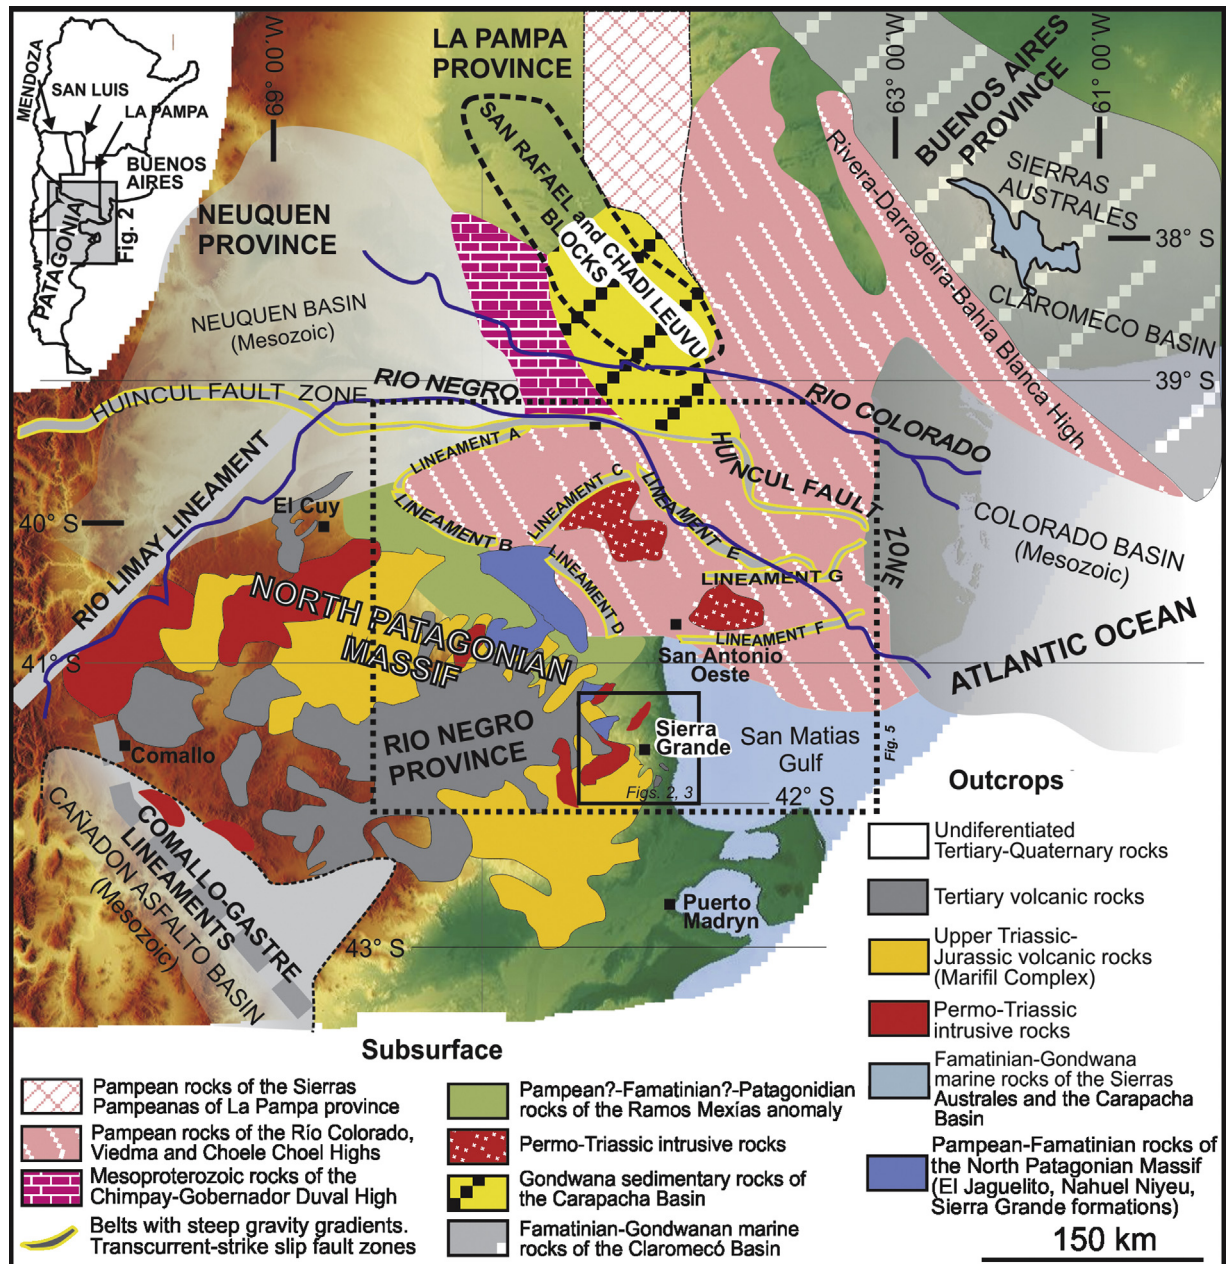 MENDOZA
SAN LUIS
LA PAMPA
BUENOS
AIRES
PATAGONIA
Fig. 2
69° 00´W
LA PAMPA
PROVINCE
63° 00´W
61° 00´W
BUENOS AIRES
PROVINCE
SAN RAFAEL and CHADI LEUVU
BLOCKS
Rivera-Darrageira-Bahía Blanca High
SIERRAS
AUSTRALES
38° S
CLAROMECO BASIN
NEUQUEN
PROVINCE
NEUQUEN BASIN
(Mesozoic)
39° S
HUINCUL FAULT ZONE
RIO NEGRO
RIO COLORADO
LINEAMENT A
HUINCUL FAULT ZONE
RIO LIMAY LINEAMENT
LINEAMENT C
LINEAMENT B
LINEAMENT E
El Cuy
40° S
COLORADO BASIN
(Mesozoic)
LINEAMENT D
LINEAMENT G
NORTH PATAGONIAN
MASSIF
LINEAMENT F
San Antonio
Oeste
41° S
ATLANTIC OCEAN
RIO NEGRO
PROVINCE
Sierra
Grande
San Matias
Gulf
Fig. 5
Comallo
Figs. 2, 3
42° S
COMALLO-GASTRE
LINEAMENTS
CAÑADON ASFALTO BASIN
(Mesozoic)
Puerto
Madryn
43° S
Outcrops
Undiferentiated
Tertiary-Quaternary rocks
Tertiary volcanic rocks
Upper Triassic-
Jurassic volcanic rocks
(Marifil Complex)
Permo-Triassic
intrusive rocks
Famatinian-Gondwana
marine rocks of the Sierras
Australes and the Carapacha
Basin
Pampean-Famatinian rocks of
the North Patagonian Massif
(El Jaguelito, Nahuel Niyeu,
Sierra Grande formations)
150 km
Subsurface
Pampean rocks of the Sierras
Pampeanas of La Pampa province
Pampean rocks of the Río Colorado,
Viedma and Choele Choel Highs
Mesoproterozoic rocks of the
Chimpay-Gobernador Duval High
Belts with steep gravity gradients.
Transcurrent-strike slip fault zones
Pampean?-Famatinian?-Patagonidian
rocks of the Ramos Mexías anomaly
Permo-Triassic intrusive rocks
Gondwana sedimentary rocks of
the Carapacha Basin
Famatinian-Gondwanan marine
rocks of the Claromecó Basin